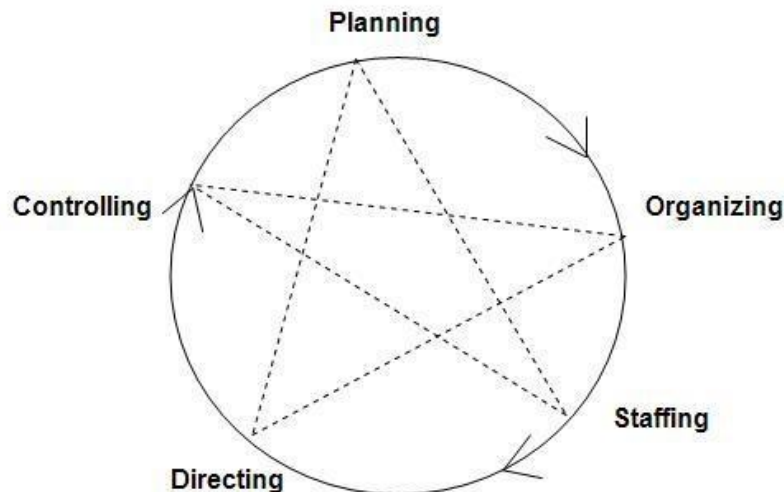 Planning
Controlling
Organizing
Staffing
Directing